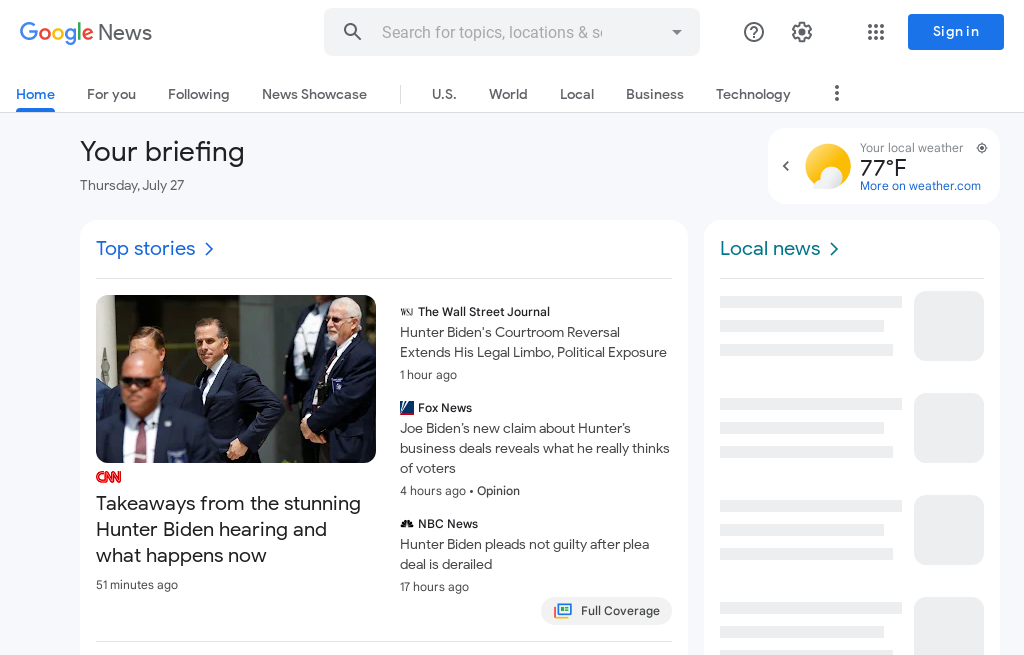 Google News
Search for topics, locations & so
Sign in
Home
For you
Following
News Showcase
U.S.
World
Local
Business
Technology
Your briefing
Thursday, July 27
Your local weather
77°F
More on weather.com
Top stories
CNN
Takeaways from the stunning
Hunter Biden hearing and
what happens now
51 minutes ago
WSJ
The Wall Street Journal
Hunter Biden's Courtroom Reversal
Extends His Legal Limbo, Political Exposure
1 hour ago
Fox News
Joe Biden’s new claim about Hunter’s
business deals reveals what he really thinks
of voters
4 hours ago • Opinion
NBC News
Hunter Biden pleads not guilty after plea
deal is derailed
17 hours ago
Full Coverage
Local news